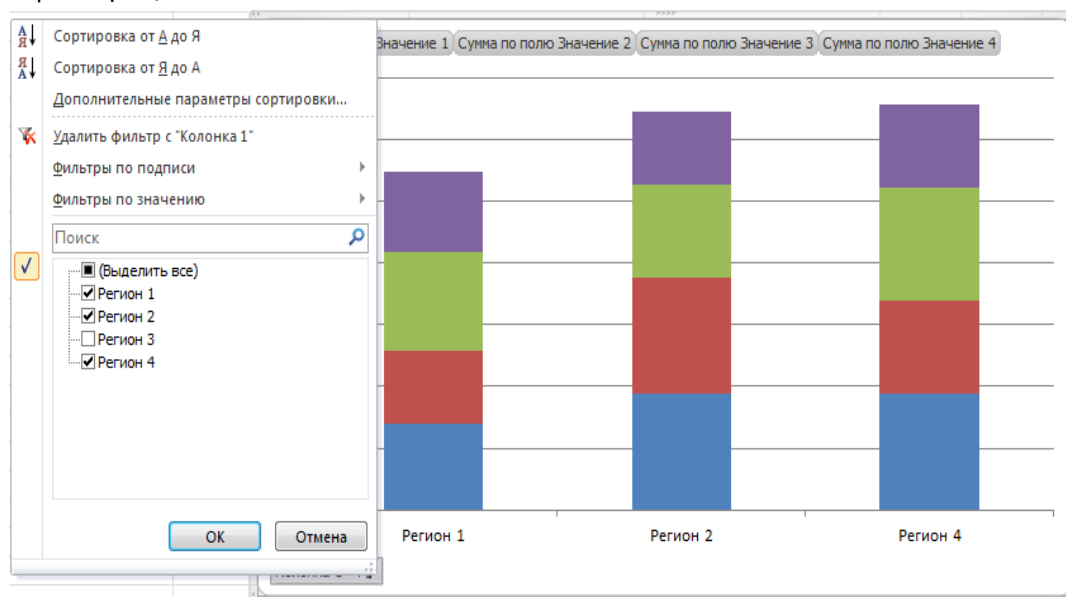 Сортировка от А до Я
Значение 1 Сумма по полю Значение 2 Сумма по полю Значение 3 Сумма по полю Значение 4
Сортировка от Я до А
Дополнительные параметры сортировки...
Удалить фильтр с "Колонка 1"
Фильтры по подписи
Фильтры по значению
Поиск
(Выделить все)
Регион 1
Регион 2
Регион 3
Регион 4
ОК Отмена
Регион 1 Регион 2 Регион 4